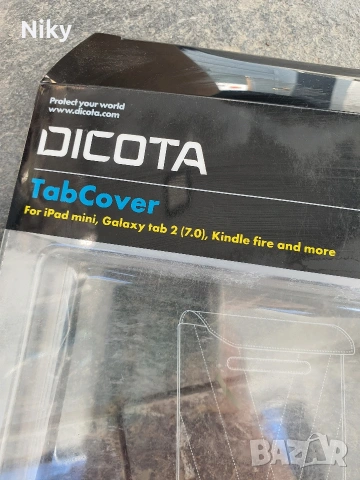 Niky
Protect your world
www.dicota.com
DICOTA
TabCover
For iPad mini, Galaxy tab 2 (7.0), Kindle fire and more
BAZAR